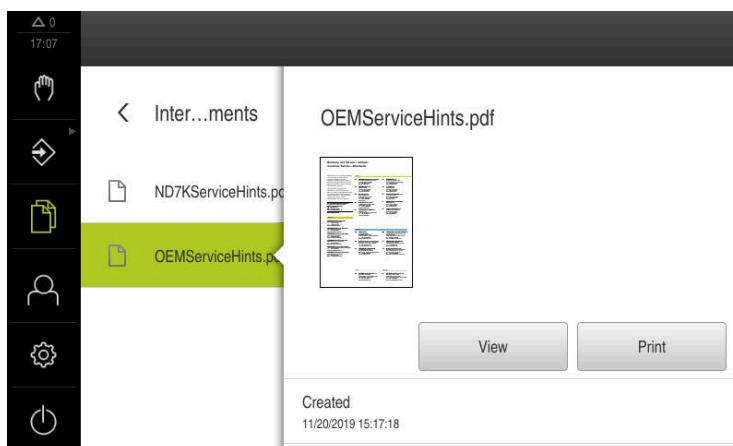 0
17:07
Inter...ments
ND7KServiceHints.pd
OEMServiceHints.p
OEMServiceHints.pdf
View
Print
Created
11/20/2019 15:17:18